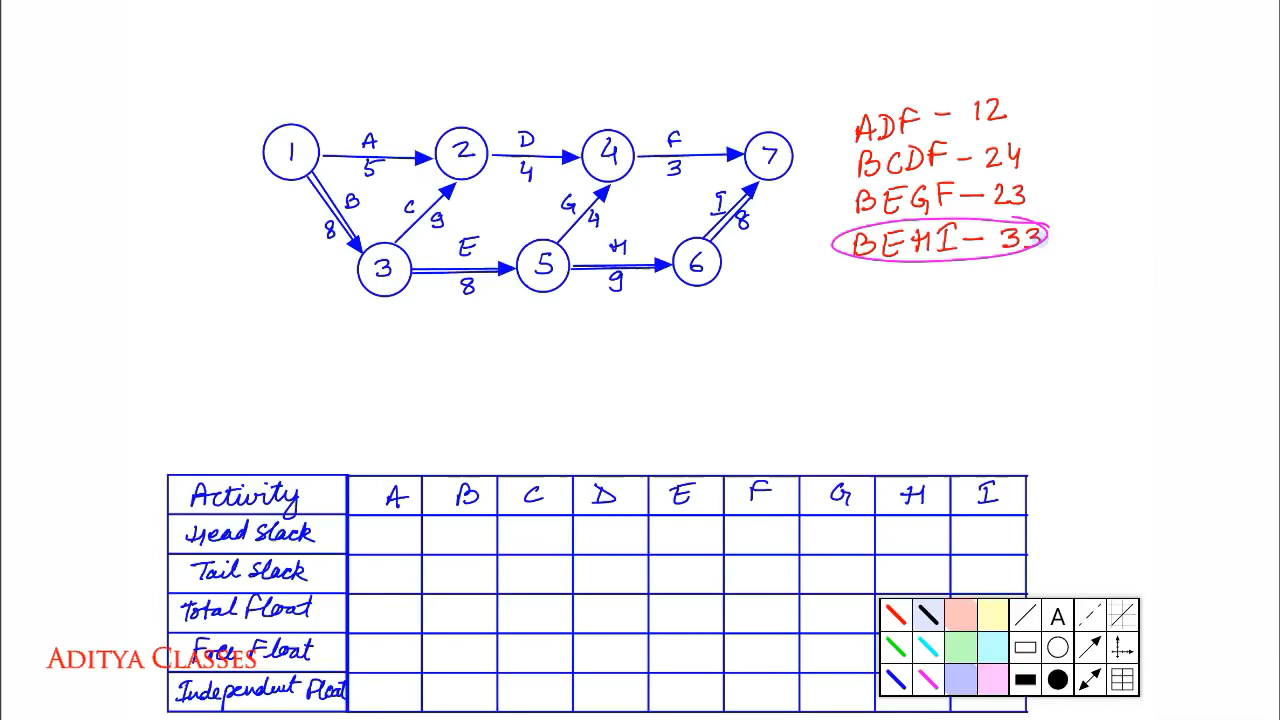 ADF - 12
BCDF - 24
BEGF - 23
BEHI - 33
1 A 5 2 D 4 4 F 3 7
B 8 C 9 G 4 I 8
3 E 8 5 H 9 6
Activity A B C D E F G H I
Head Slack
Tail Slack
Total Float
Free Float
ADITYA CLASSES
Independent Float
A